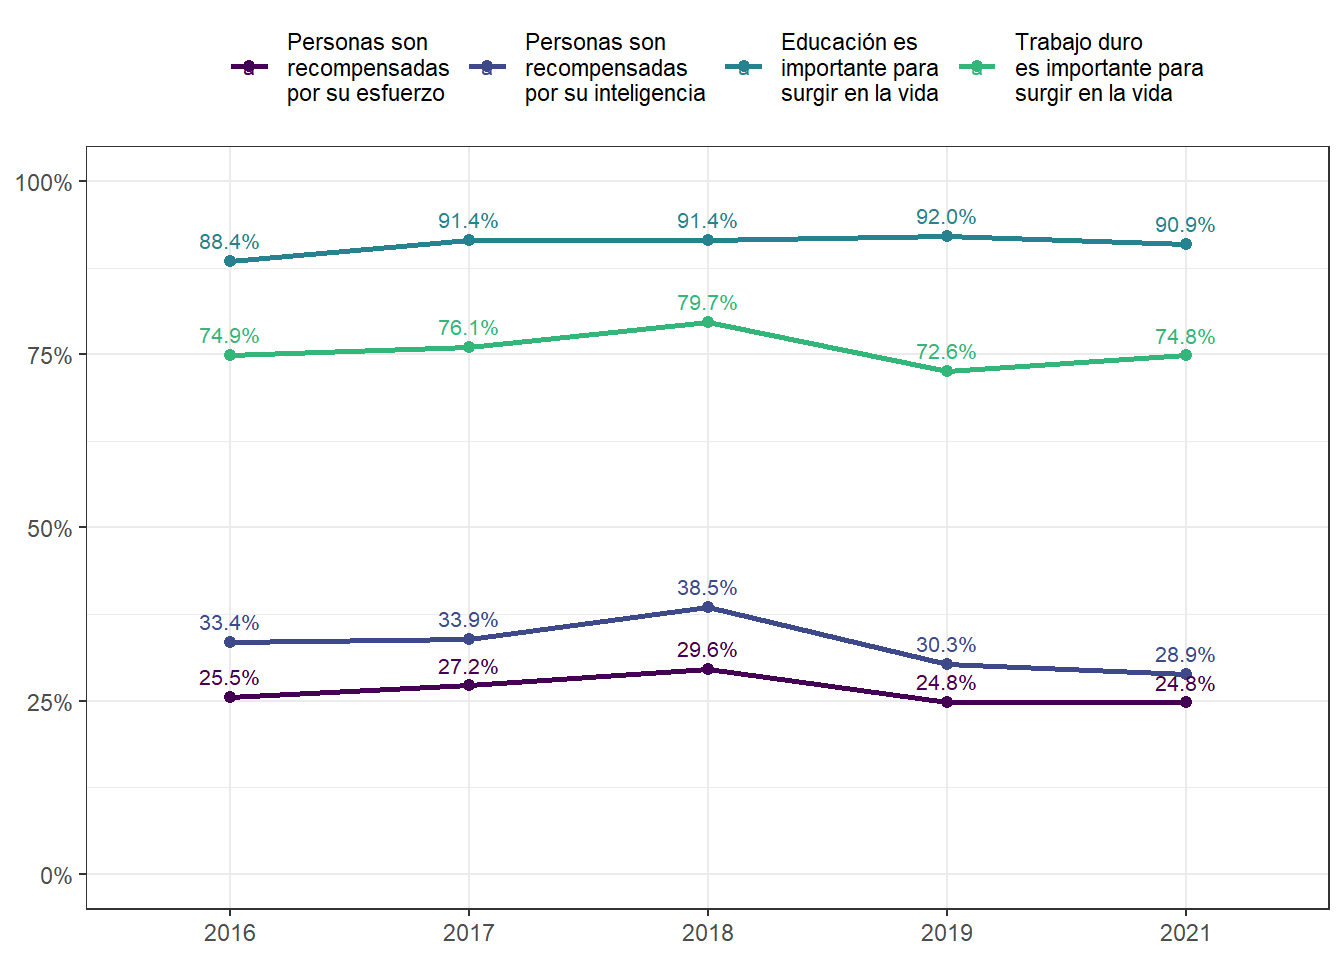 Personas son
recompensadas
por su esfuerzo
Personas son
recompensadas
por su inteligencia
Educación es
importante para
surgir en la vida
Trabajo duro
es importante para
surgir en la vida
100%
75%
50%
25%
0%
88.4%
91.4%
91.4%
92.0%
90.9%
74.9%
76.1%
79.7%
72.6%
74.8%
33.4%
33.9%
38.5%
30.3%
28.9%
25.5%
27.2%
29.6%
24.8%
24.8%
2016
2017
2018
2019
2021